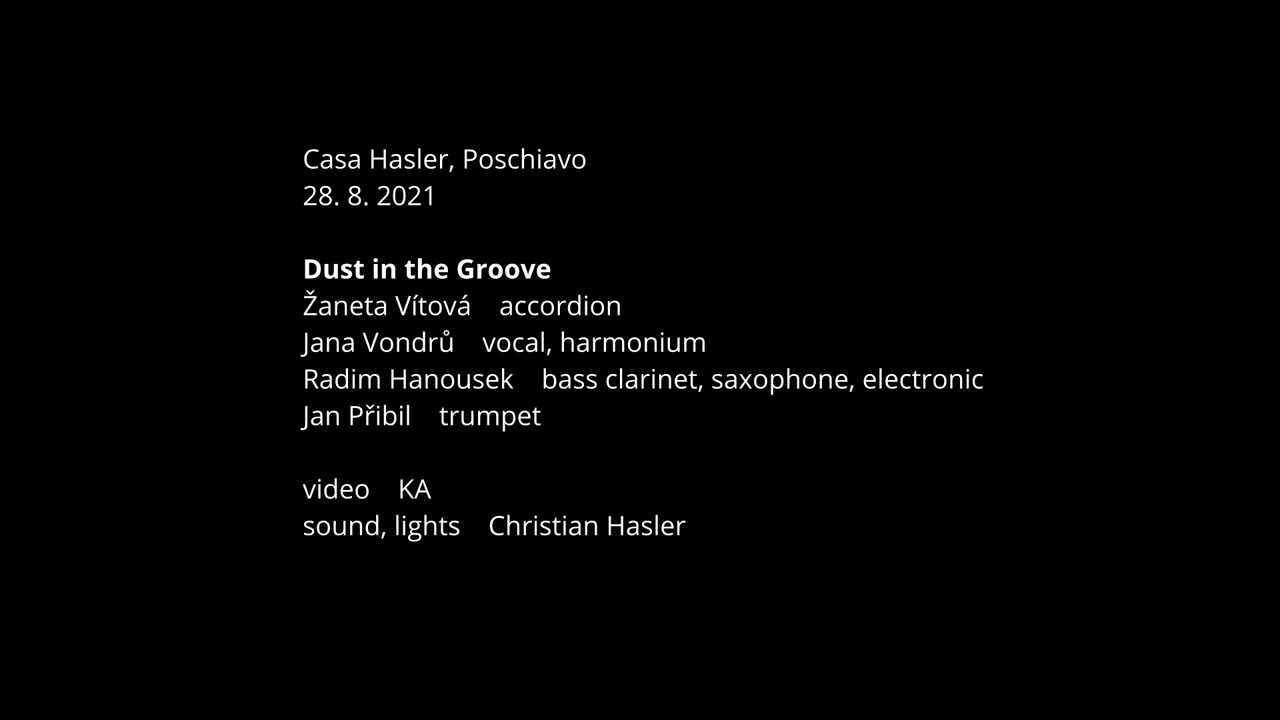 Casa Hasler, Poschiavo
28. 8. 2021
Dust in the Groove
Žaneta Vítová accordion
Jana Vondrů vocal, harmonium
Radim Hanousek bass clarinet, saxophone, electronic
Jan Přibil trumpet
video KA
sound, lights Christian Hasler